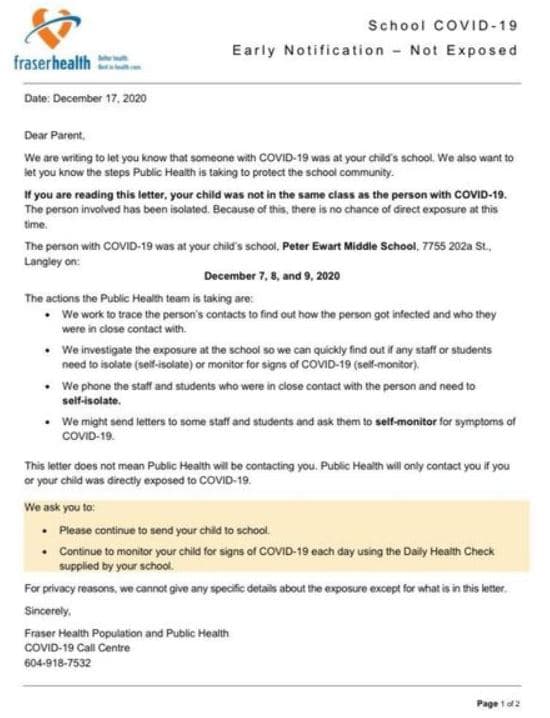 School COVID-19
Early Notification – Not Exposed
fraserhealth
Better health.
Best in health care.
Date: December 17, 2020
Dear Parent,
We are writing to let you know that someone with COVID-19 was at your child's school. We also want to
let you know the steps Public Health is taking to protect the school community.
If you are reading this letter, your child was not in the same class as the person with COVID-19.
The person involved has been isolated. Because of this, there is no chance of direct exposure at this
time.
The person with COVID-19 was at your child's school, Peter Ewart Middle School, 7755 202a St.,
Langley on:
December 7, 8, and 9, 2020
The actions the Public Health team is taking are:
• We work to trace the person's contacts to find out how the person got infected and who they
were in close contact with.
• We investigate the exposure at the school so we can quickly find out if any staff or students
need to isolate (self-isolate) or monitor for signs of COVID-19 (self-monitor).
• We phone the staff and students who were in close contact with the person and need to
self-isolate.
• We might send letters to some staff and students and ask them to self-monitor for symptoms of
COVID-19.
This letter does not mean Public Health will be contacting you. Public Health will only contact you if you
or your child was directly exposed to COVID-19.
We ask you to:
• Please continue to send your child to school.
• Continue to monitor your child for signs of COVID-19 each day using the Daily Health Check
supplied by your school.
For privacy reasons, we cannot give any specific details about the exposure except for what is in this letter.
Sincerely,
Fraser Health Population and Public Health
COVID-19 Call Centre
604-918-7532
Page 1 of 2